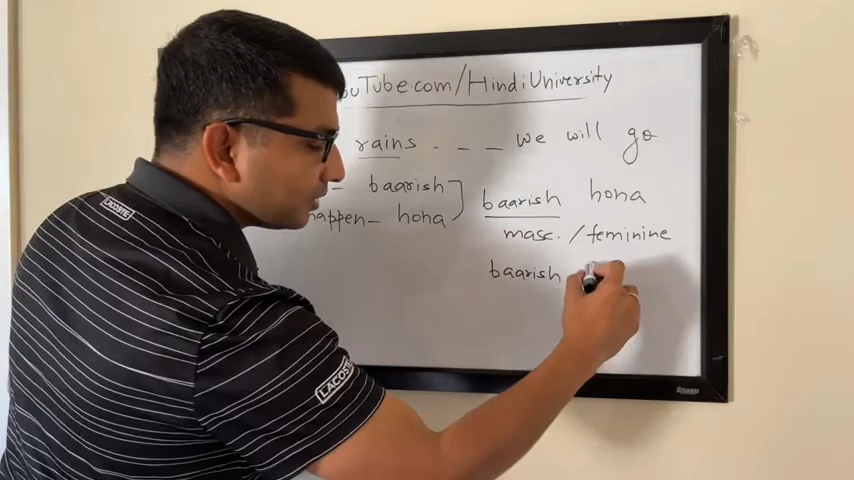 ouTube.com/HindiUniversity
rains . _ _ we will go
- baarish
happen - hona
baarish hona
masc. / feminine
baarish
LACOSTE
LACOSTE